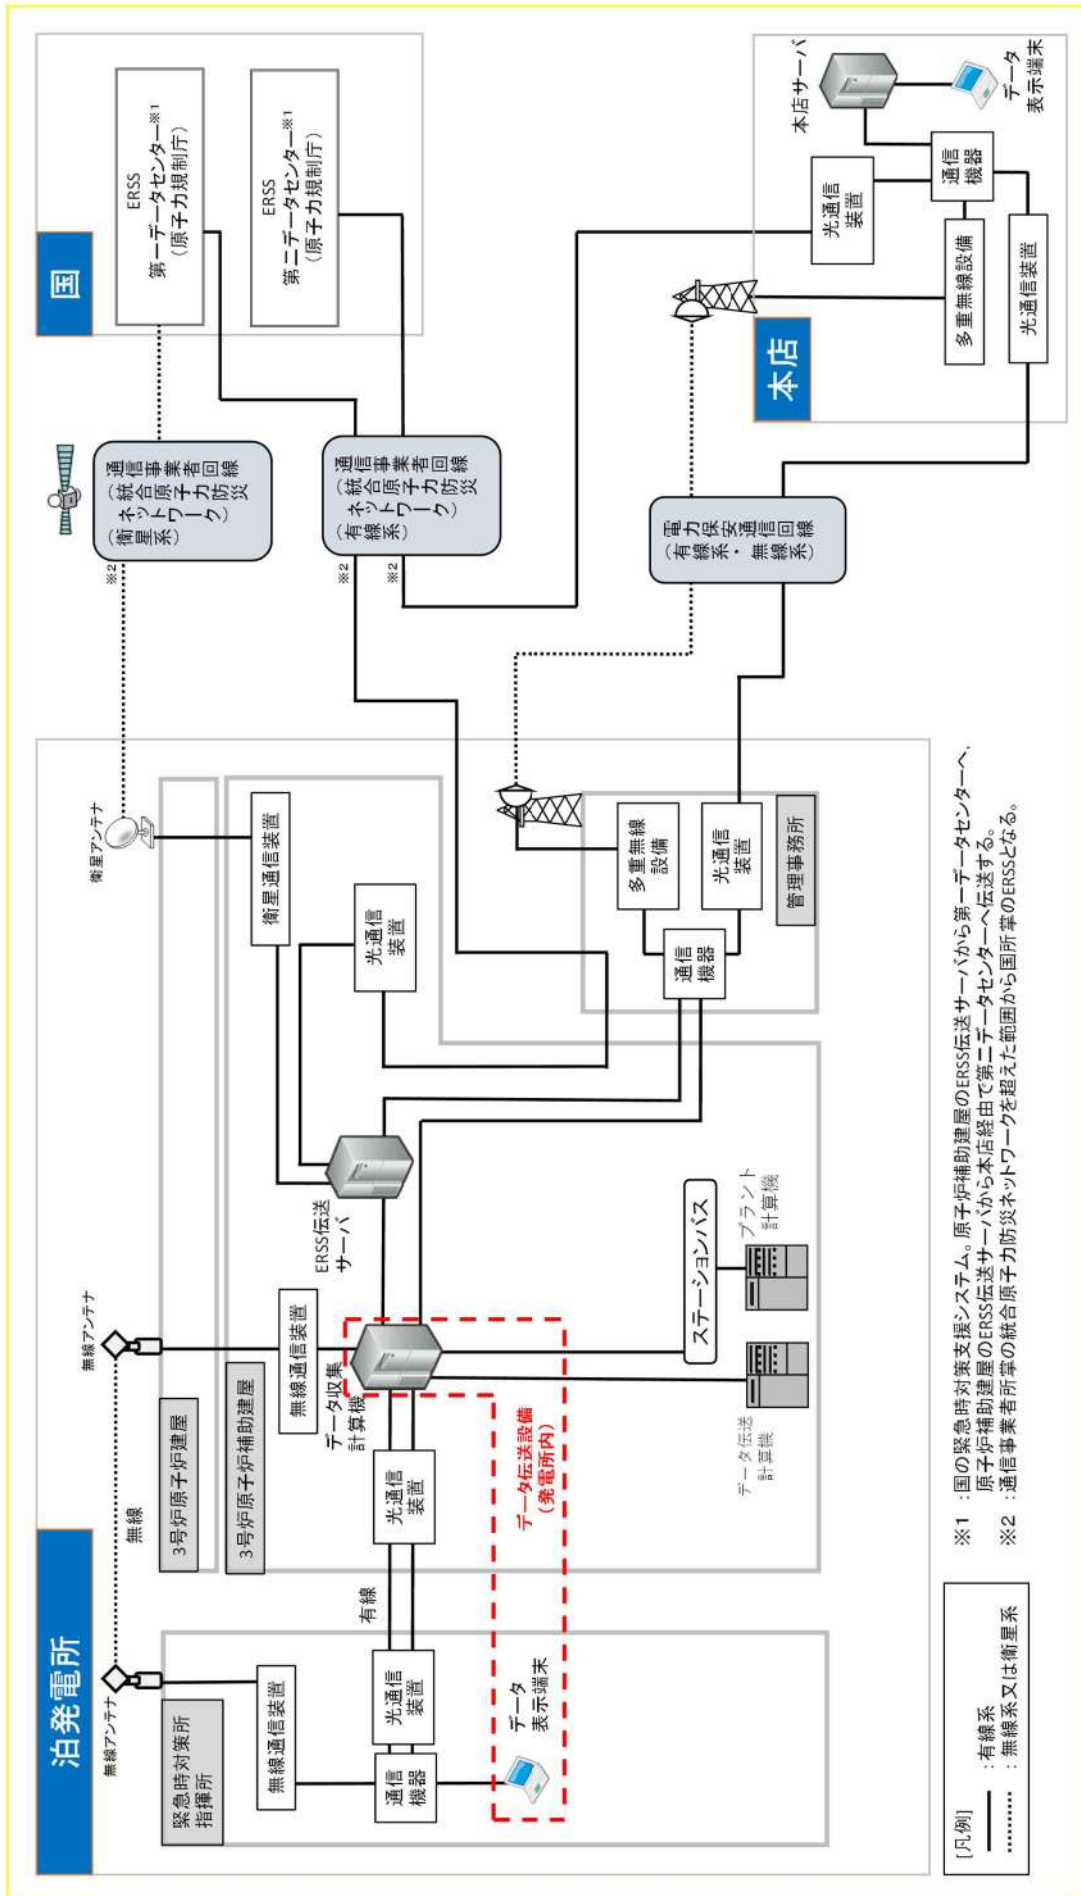 泊発電所
無線アンテナ
無線
無線アンテナ
衛星アンテナ
緊急時対策所
指揮所
無線通信装置
通信
機器
光通信
装置
データ
表示端末
有線
3号炉原子炉建屋
3号炉原子炉補助建屋
無線通信装置
データ収集
計算機
光通信
装置
データ伝送設備
(発電所内)
ERSS伝送
サーバ
ステーションバス
データ伝送
計算機
プラント
計算機
衛星通信装置
光通信
装置
通信
機器
多重無線
設備
光通信
装置
管理事務所
※2
通信事業者回線
(統合原子力防災
ネットワーク)
(衛星系)
※2
※2
通信事業者回線
(統合原子力防災
ネットワーク)
(有線系)
電力保安通信回線
(有線系・無線系)
国
ERSS
第一データセンター※1
(原子力規制庁)
ERSS
第二データセンター※1
(原子力規制庁)
本店
光通信
装置
多重無線設備
光通信装置
通信
機器
本店サーバ
データ
表示端末
[凡例]
:有線系
:無線系又は衛星系
※1 :国の緊急時対策支援システム。原子炉補助建屋のERSS伝送サーバから第一データセンターへ、
原子炉補助建屋のERSS伝送サーバから本店経由で第二データセンターへ伝送する。
※2 :通信事業者所掌の統合原子力防災ネットワークを超えた範囲から国所掌のERSSとなる。